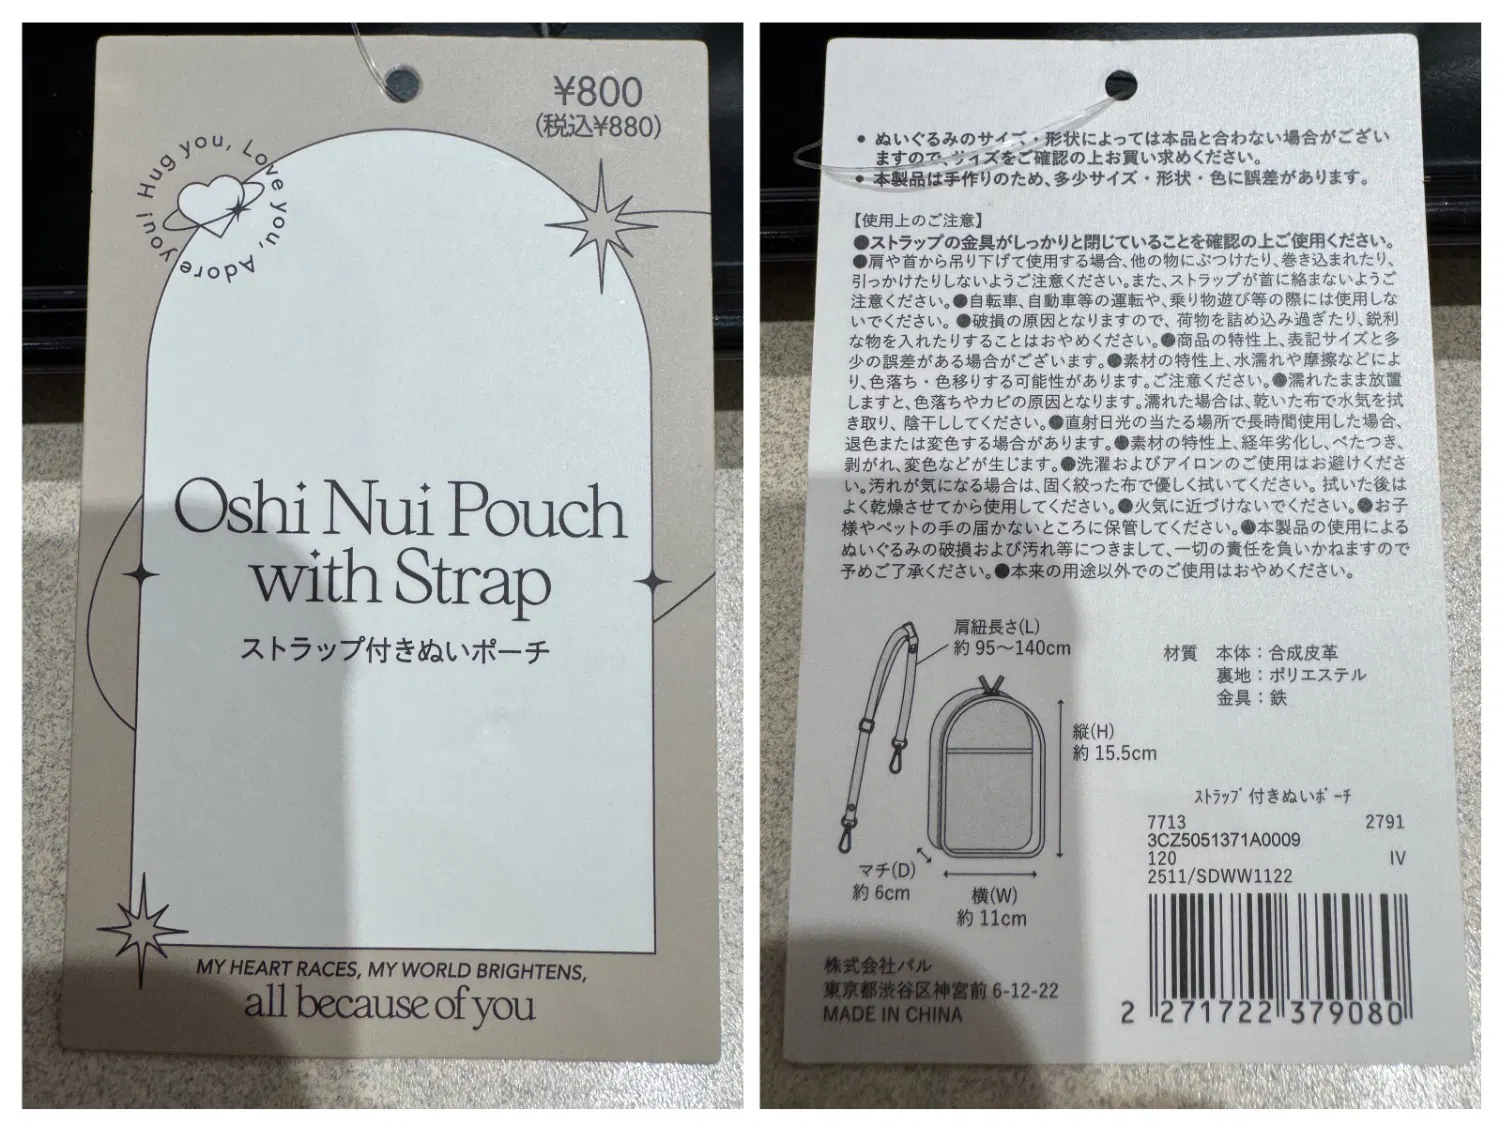 ¥800
(税込¥880)
Hug you, Love you, Adore you!
Oshi Nui Pouch
with Strap
ストラップ付きぬいポーチ
MY HEART RACES, MY WORLD BRIGHTENS,
all because of you
• ぬいぐるみのサイズ・形状によっては本品と合わない場合がござい
ますので、サイズをご確認の上お買い求めください。
• 本製品は手作りのため、多少サイズ・形状・色に誤差があります。
【使用上のご注意】
●ストラップの金具がしっかりと閉じていることを確認の上ご使用ください。
●肩や首から吊り下げて使用する場合、他の物にぶつけたり、巻き込まれたり、
引っかけたりしないようご注意ください。また、ストラップが首に絡まないようご
注意ください。●自転車、自動車等の運転や、乗り物遊び等の際には使用しな
いでください。●破損の原因となりますので、荷物を詰め込み過ぎたり、鋭利
な物を入れたりすることはおやめください。●商品の特性上、表記サイズと多
少の誤差がある場合がございます。●素材の特性上、水濡れや摩擦などによ
り、色落ち・色移りする可能性があります。ご注意ください。●濡れたまま放置
しますと、色落ちやカビの原因となります。濡れた場合は、乾いた布で水気を拭
き取り、陰干ししてください。●直射日光の当たる場所で長時間使用した場合、
退色または変色する場合があります。●素材の特性上、経年劣化し、べたつき、
剥がれ、変色などが生じます。●洗濯およびアイロンのご使用はお避けくださ
い。汚れが気になる場合は、固く絞った布で優しく拭いてください。拭いた後は
よく乾燥させてから使用してください。●火気に近づけないでください。●お子
様やペットの手の届かないところに保管してください。●本製品の使用による
ぬいぐるみの破損および汚れ等につきまして、一切の責任を負いかねますので
予めご了承ください。●本来の用途以外でのご使用はおやめください。
肩紐長さ(L)
約 95〜140cm
縦(H)
約 15.5cm
マチ(D)
約 6cm
横(W)
約 11cm
材質 本体：合成皮革
裏地：ポリエステル
金具：鉄
ｽﾄﾗｯﾌﾟ付きぬいﾎﾟｰﾁ
7713 2791
3CZ5051371A0009
120 IV
2511/SDWW1122
2 271722 379080
株式会社パル
東京都渋谷区神宮前 6-12-22
MADE IN CHINA